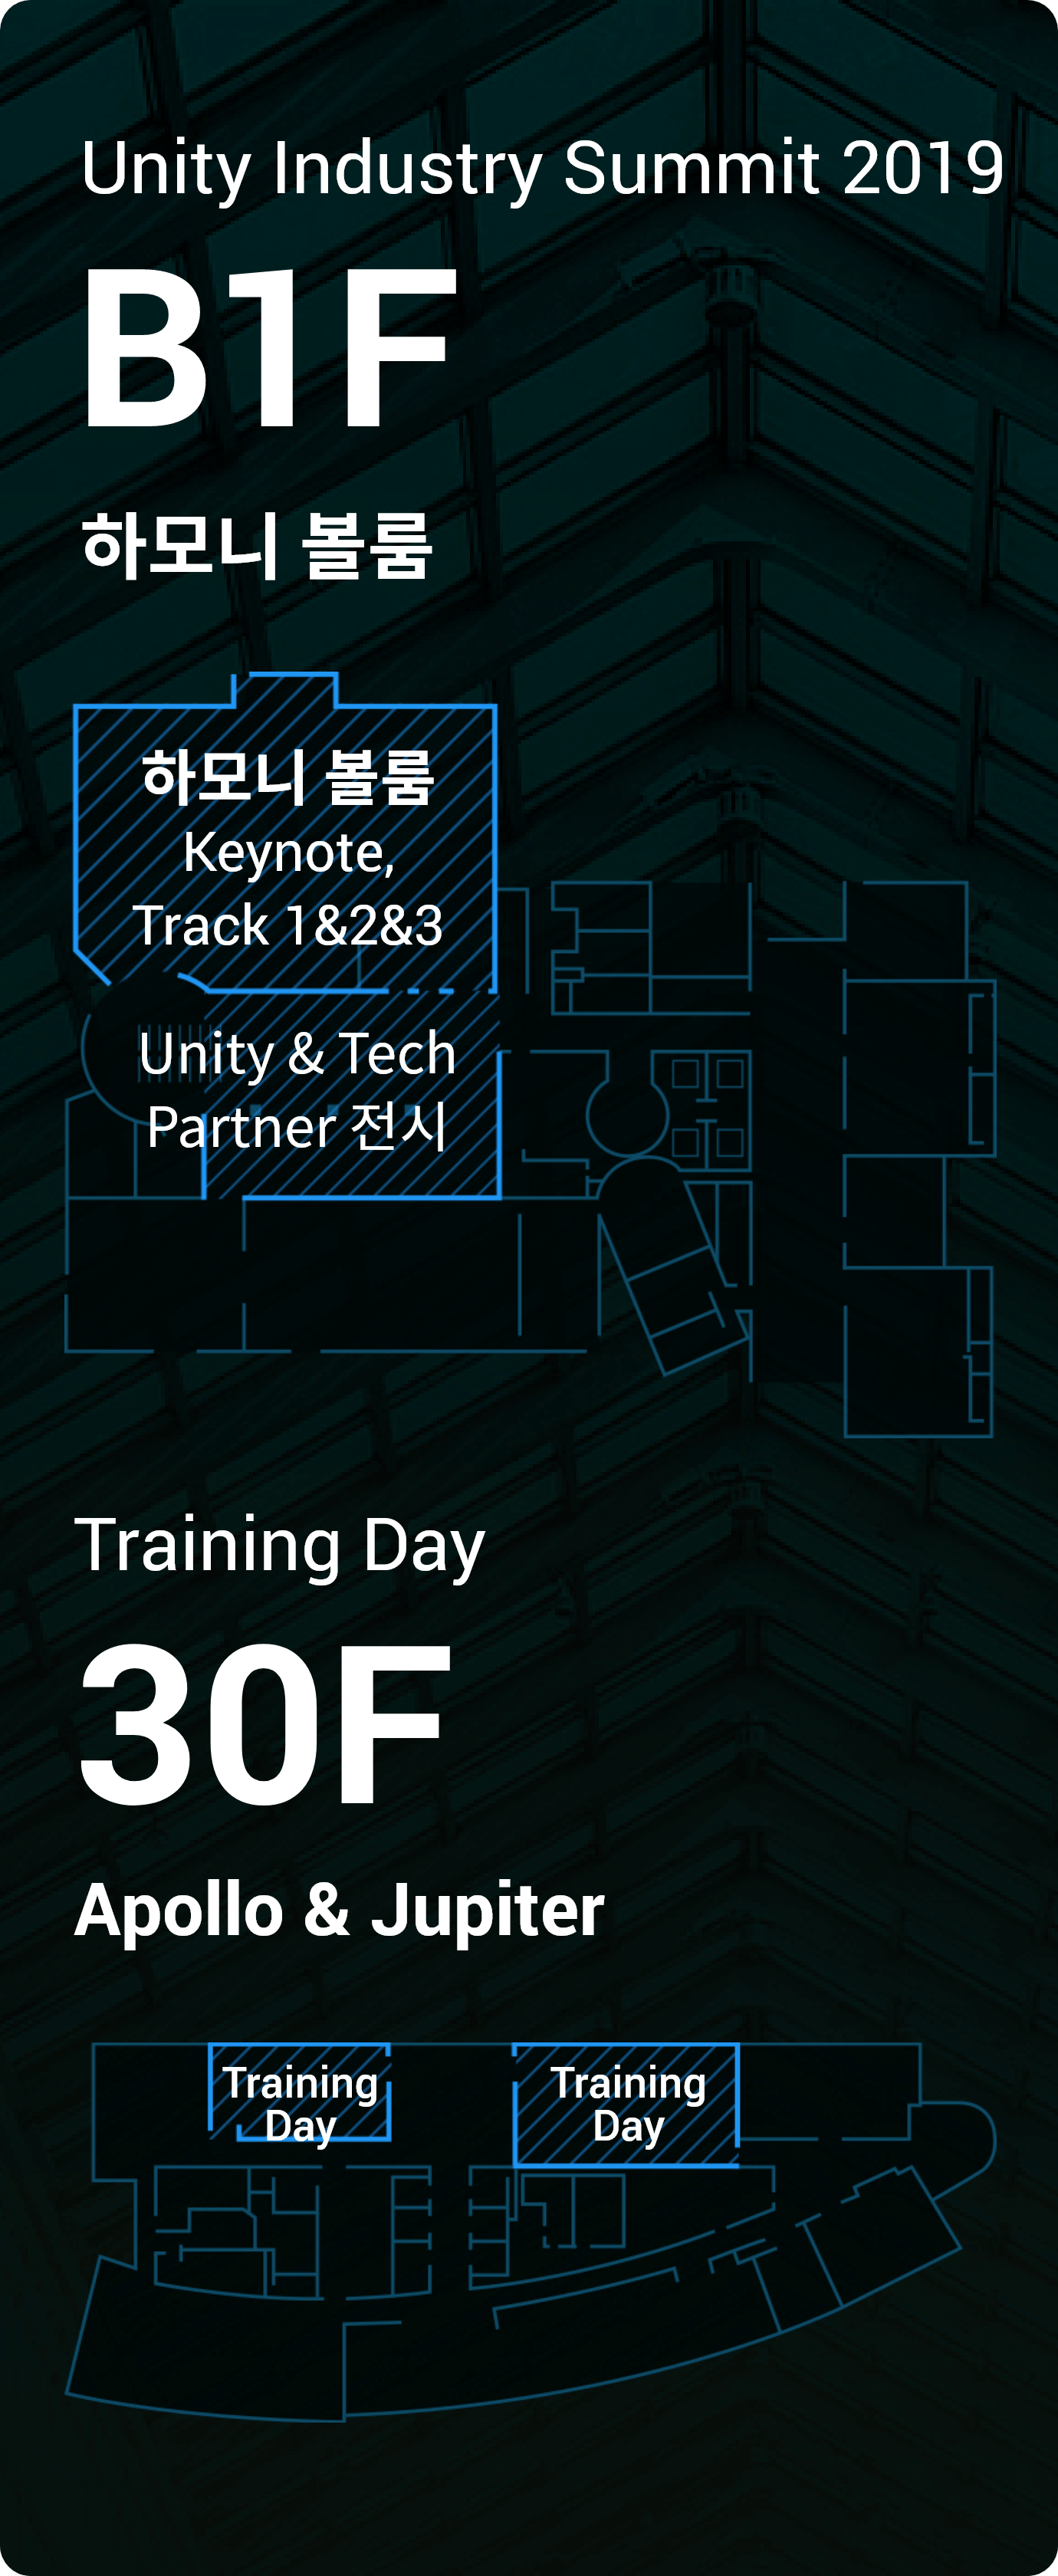 Unity Industry Summit 2019
B1F
하모니 볼룸
하모니 볼룸
Keynote,
Track 1&2&3
Unity & Tech
Partner 전시
Training Day
30F
Apollo & Jupiter
Training
Day
Training
Day